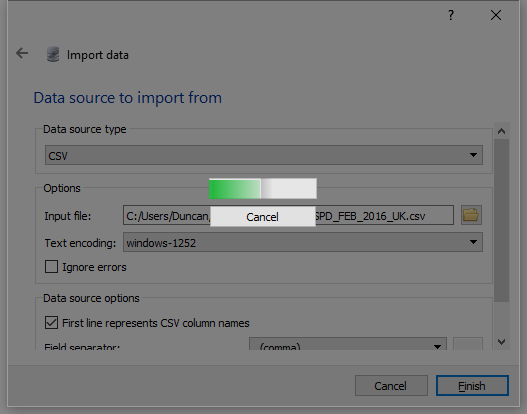 ?
Import data
Data source to import from
Data source type
CSV
Options
Input file: C:/Users/Duncan, SPD_FEB_2016_UK.csv
Cancel
Text encoding: windows-1252
Ignore errors
Data source options
First line represents CSV column names
Field separator: , (comma)
Cancel Finish